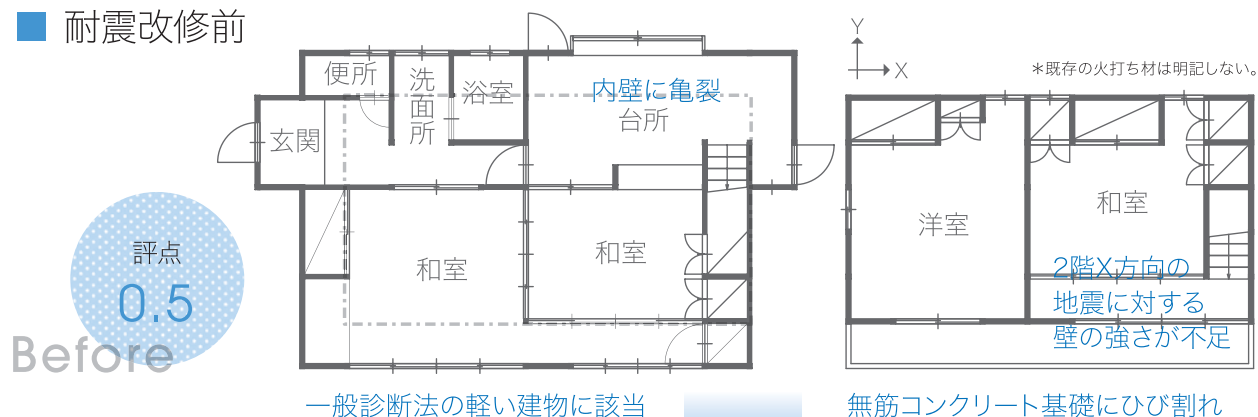 ■ 耐震改修前
Y
X
*既存の火打ち材は明記しない。
便所
洗面所
浴室
内壁に亀裂
台所
玄関
和室
和室
洋室
和室
2階X方向の
地震に対する
壁の強さが不足
評点
0.5
Before
一般診断法の軽い建物に該当
無筋コンクリート基礎にひび割れ